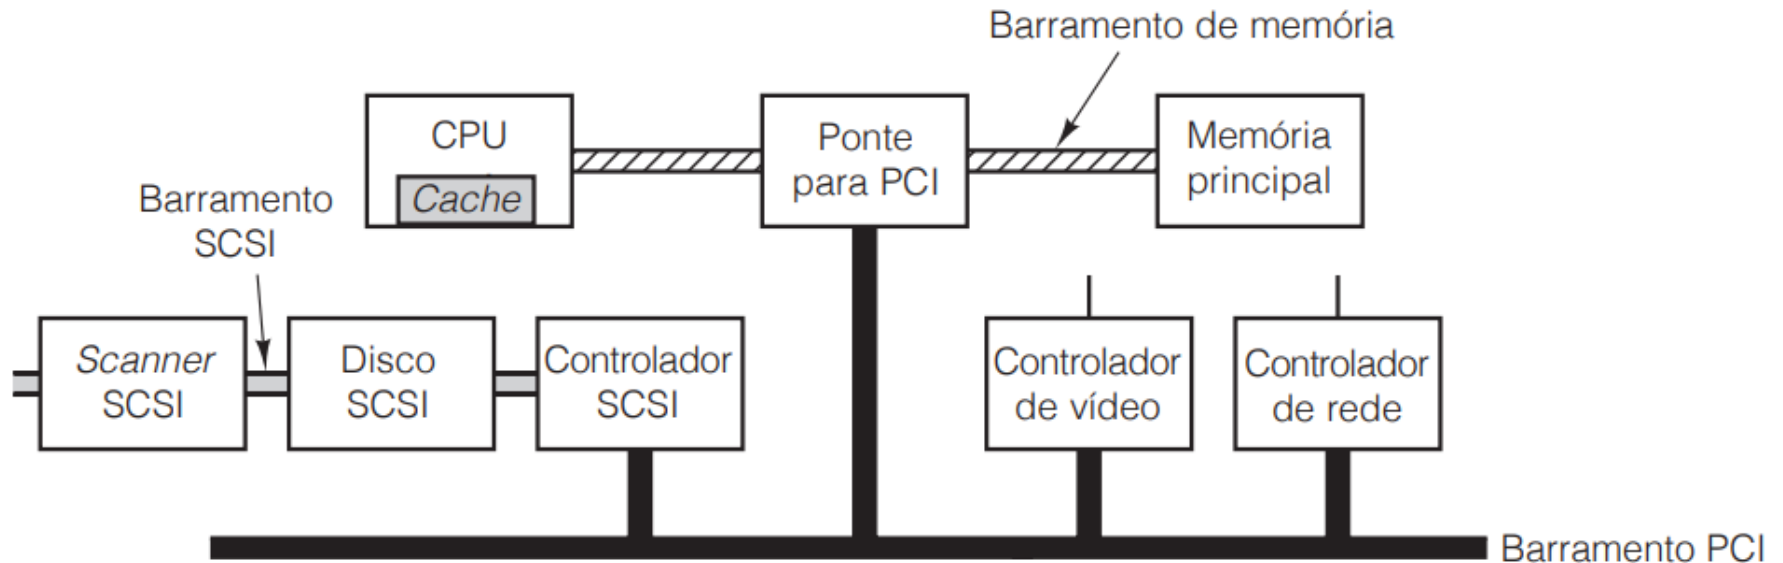 Barramento de memória
CPU
Cache
Ponte
para PCI
Memória
principal
Barramento
SCSI
Scanner
SCSI
Disco
SCSI
Controlador
SCSI
Controlador
de vídeo
Controlador
de rede
Barramento PCI